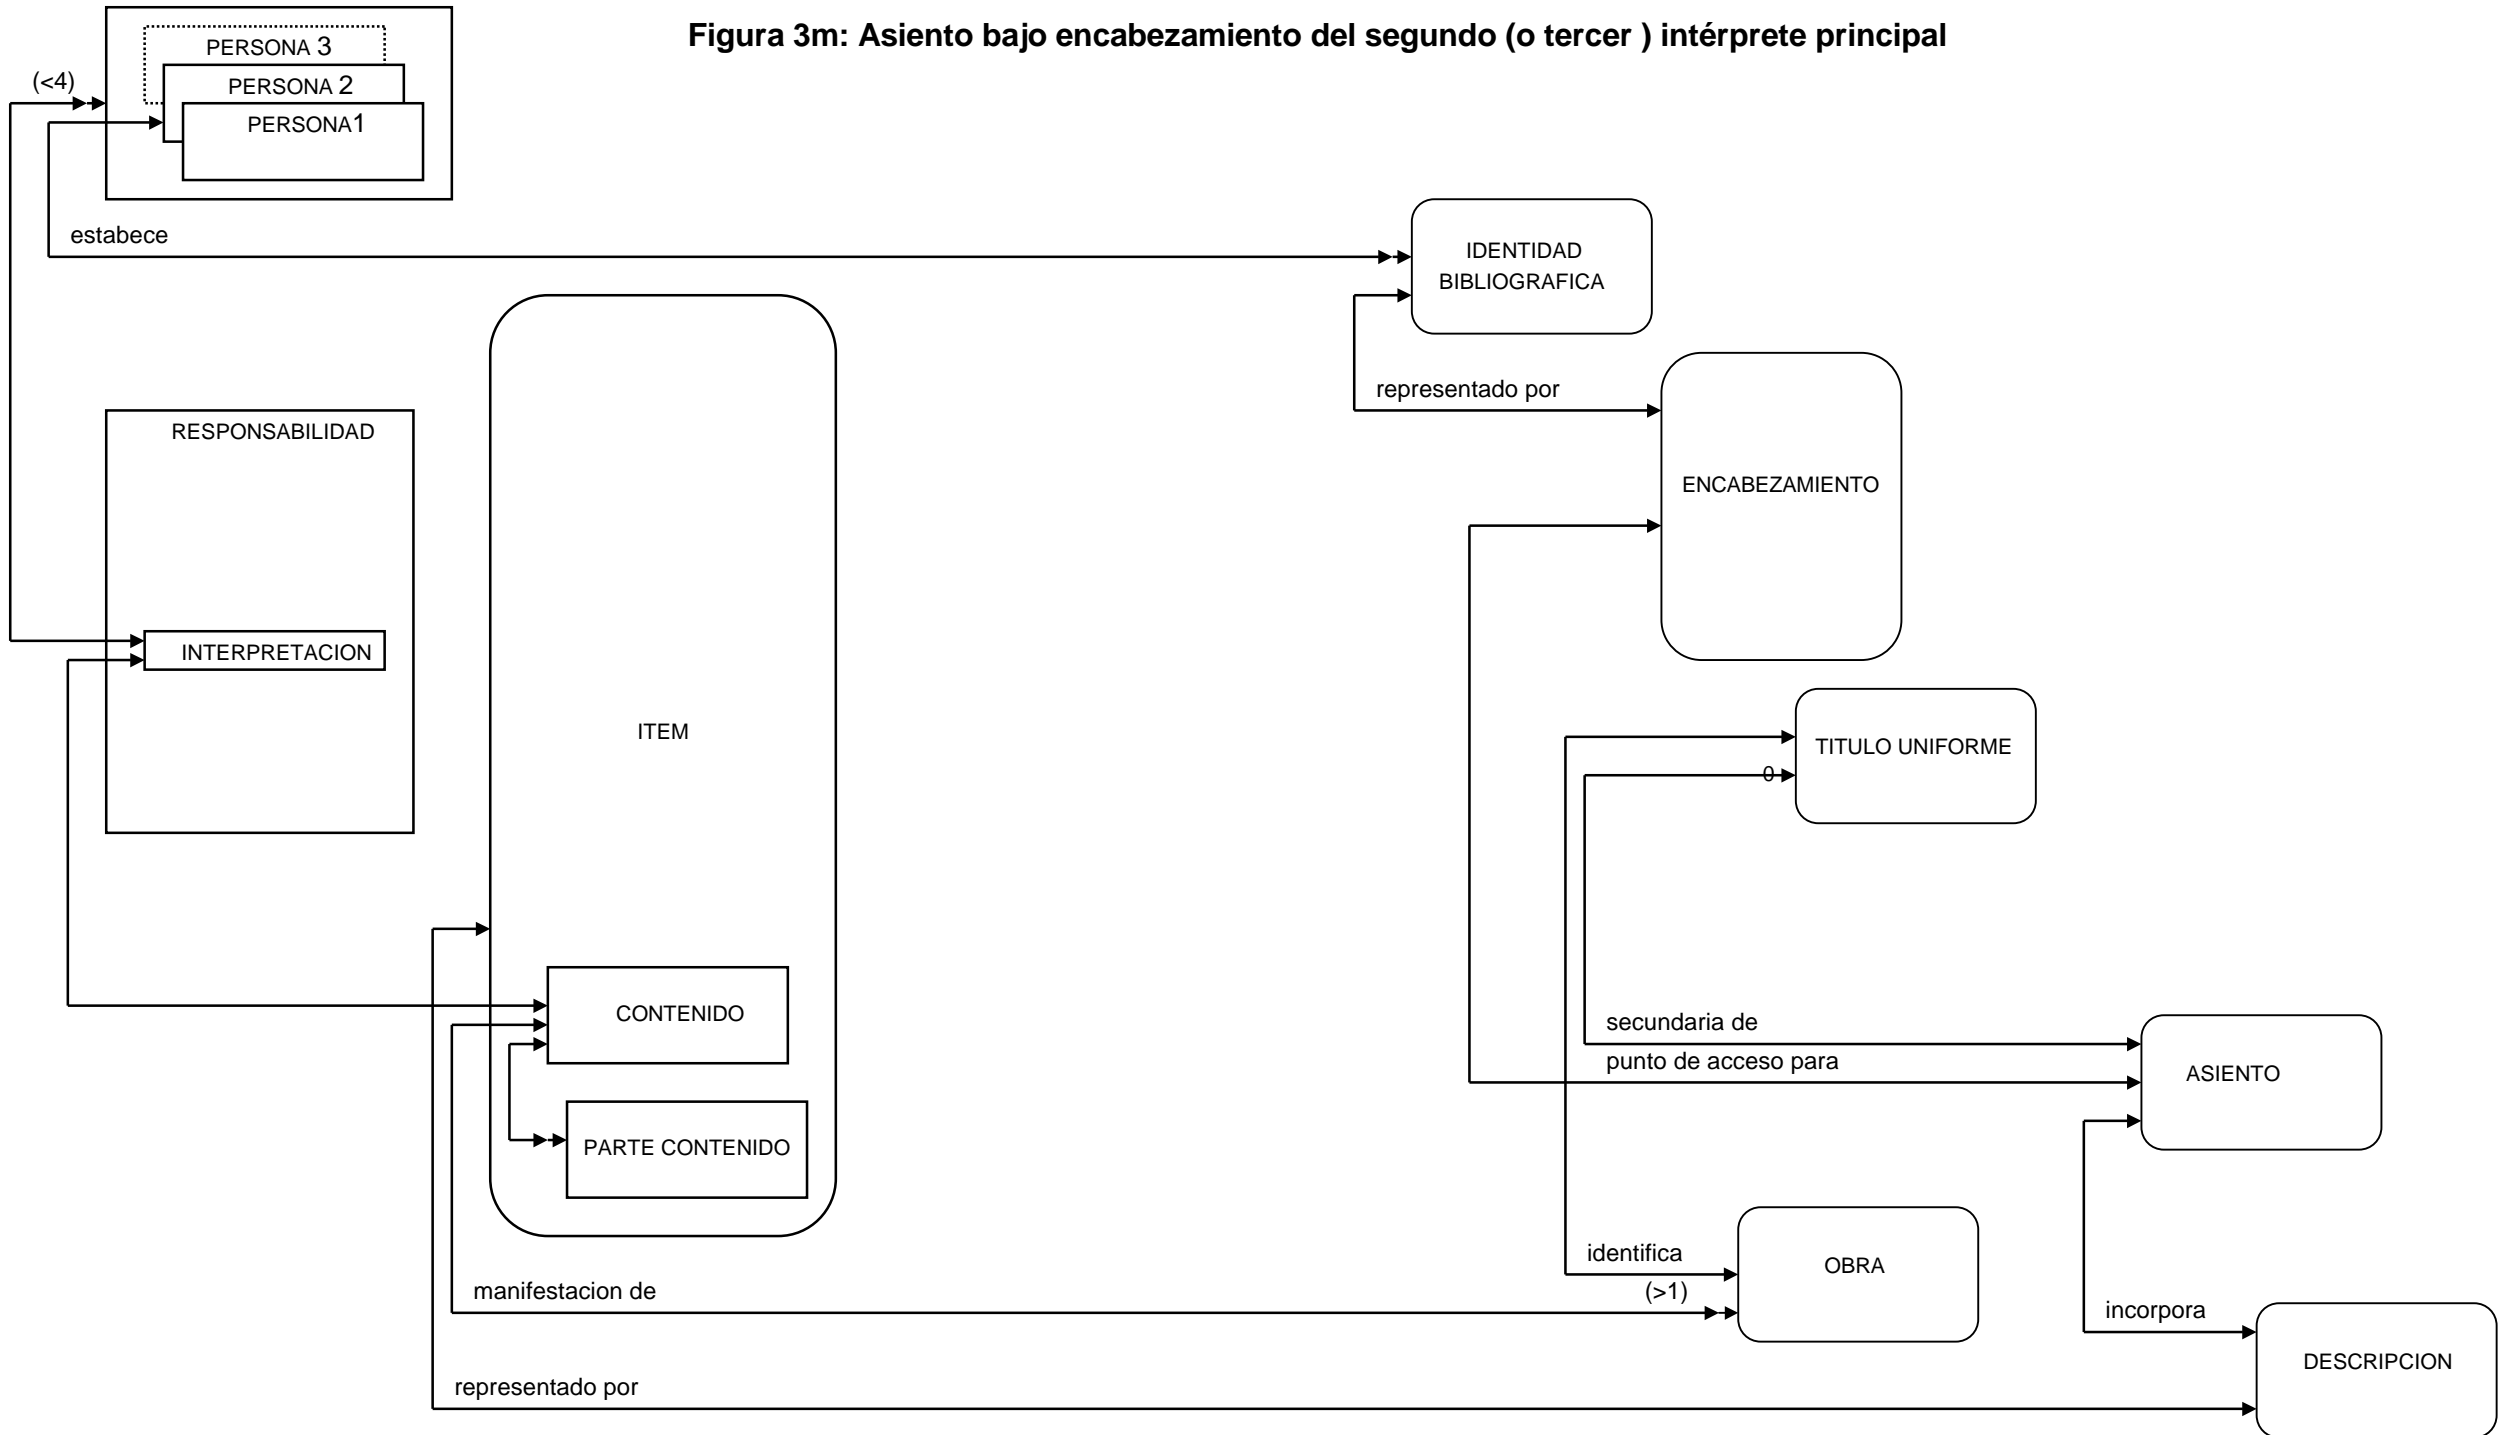 Figura 3m: Asiento bajo encabezamiento del segundo (o tercer ) intérprete principal
PERSONA 3
(<4)
PERSONA 2
PERSONA1
estabece
IDENTIDAD
BIBLIOGRAFICA
representado por
RESPONSABILIDAD
ENCABEZAMIENTO
INTERPRETACION
ITEM
TITULO UNIFORME
0
CONTENIDO
secundaria de
punto de acceso para
ASIENTO
PARTE CONTENIDO
identifica
OBRA
manifestacion de
(>1)
incorpora
DESCRIPCION
representado por